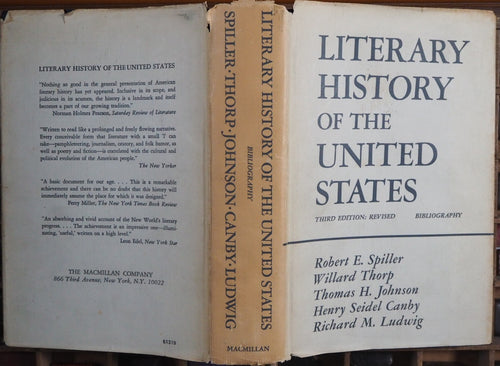 LITERARY HISTORY OF THE UNITED STATES
"Nothing as good in the general presentation of American
literary history has yet appeared. Inclusive in its scope, and
judicious in its acumen, the history is a landmark and itself
become a part of our growing tradition."
Norman Holmes Pearson, Saturday Review of Literature
"Written to read like a prolonged and freely flowing narrative.
Every conceivable form that literature with a small 'l' can
take—pamphleteering, journalism, oratory, and folk humor, as
well as poetry and fiction—is correlated with the cultural and
political evolution of the American people."
The New Yorker
"A basic document for our age. . . . This is a remarkable
achievement and there can be no doubt that this history will
immediately assume the place for which it was designed."
Perry Miller, The New York Times Book Review
"An absorbing and vivid account of the New World's literary
progress. . . . The achievement is an impressive one—illumi-
nating, 'useful,' written on a high level."
Leon Edel, New York Star
THE MACMILLAN COMPANY
866 Third Avenue, New York, N.Y. 10022
LITERARY HISTORY OF THE UNITED STATES
BIBLIOGRAPHY
SPILLER·THORP·JOHNSON·CANBY·LUDWIG
MACMILLAN
LITERARY
HISTORY
OF THE
UNITED
STATES
THIRD EDITION: REVISED BIBLIOGRAPHY
Robert E. Spiller
Willard Thorp
Thomas H. Johnson
Henry Seidel Canby
Richard M. Ludwig